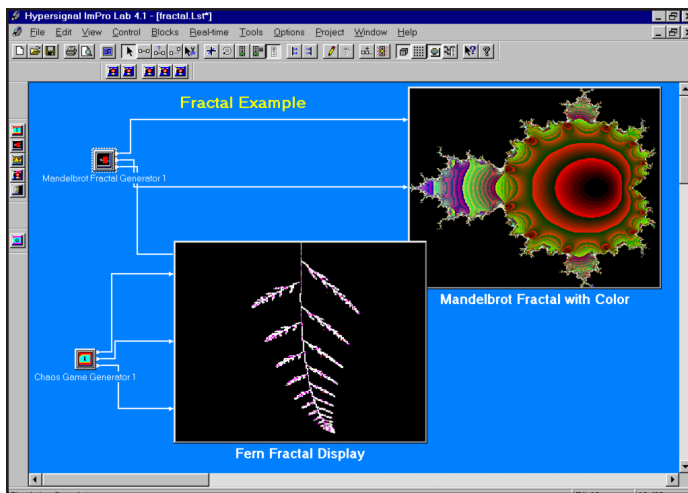 Hypersignal ImPro Lab 4.1 - [fractal.Lst*]
File Edit View Control Blocks Real-time Tools Options Project Window Help
Fractal Example
Mandelbrot Fractal Generator 1
Mandelbrot Fractal with Color
Chaos Game Generator 1
Fern Fractal Display